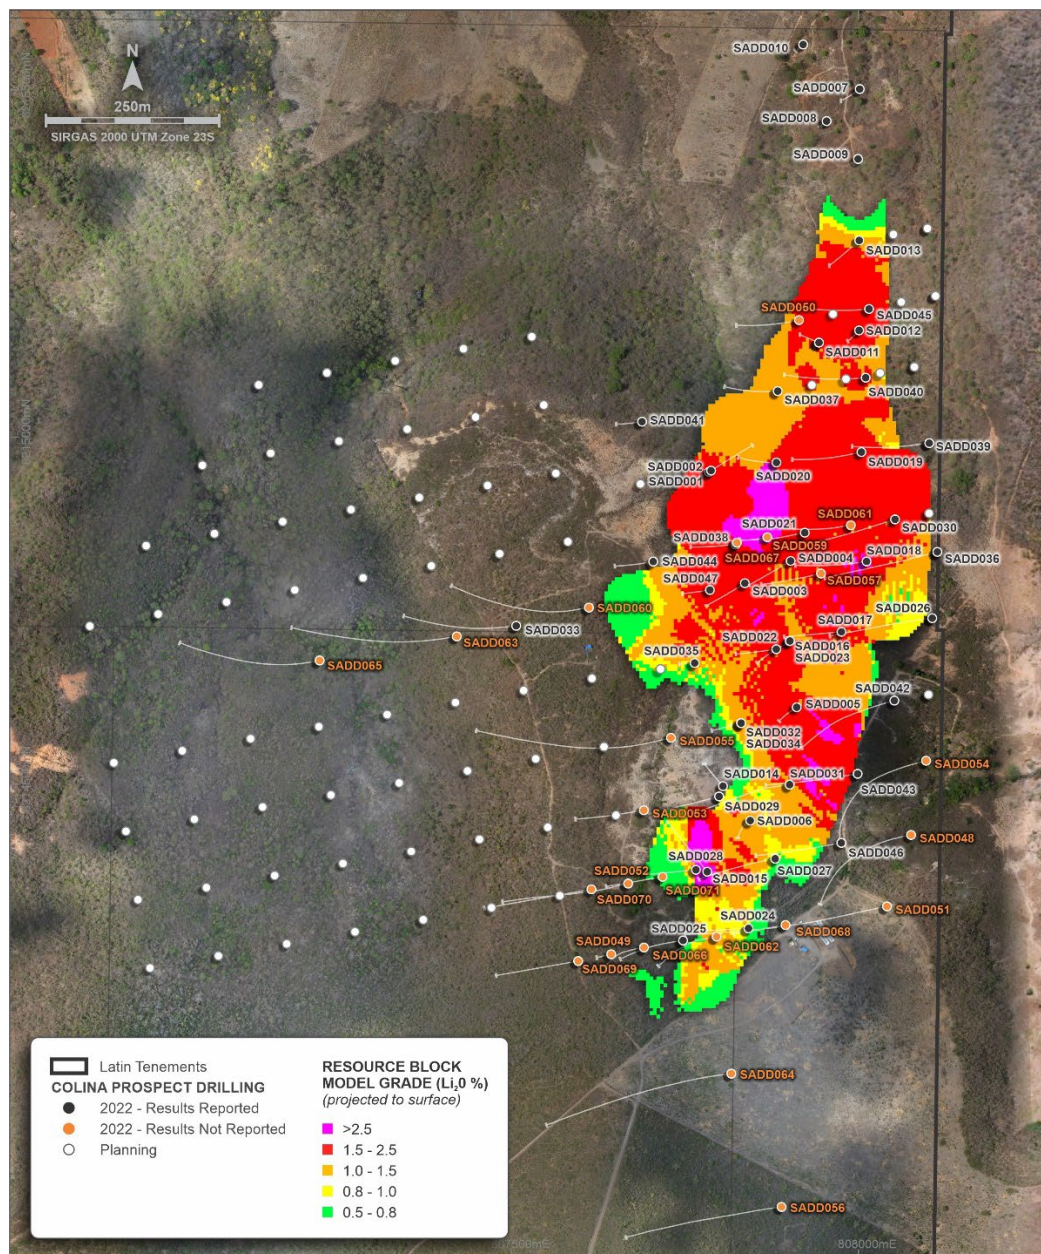 N
250m
SIRGAS 2000 UTM Zone 23S
SADD010
SADD007
SADD008
SADD009
SADD013
SADD050
SADD045
SADD012
SADD011
SADD040
SADD037
SADD041
SADD039
SADD019
SADD002
SADD001
SADD020
SADD061
SADD021
SADD030
SADD038
SADD059
SADD067
SADD004
SADD018
SADD036
SADD044
SADD057
SADD047
SADD003
SADD060
SADD026
SADD017
SADD033
SADD063
SADD022
SADD016
SADD023
SADD035
SADD065
SADD042
SADD005
SADD032
SADD034
SADD055
SADD054
SADD014
SADD031
SADD043
SADD029
SADD053
SADD006
SADD048
SADD046
SADD028
SADD027
SADD052
SADD015
SADD071
SADD070
SADD051
SADD024
SADD068
SADD025
SADD049
SADD062
SADD066
SADD069
SADD064
SADD056
808000mE
Latin Tenements
COLINA PROSPECT DRILLING
2022 - Results Reported
2022 - Results Not Reported
Planning
RESOURCE BLOCK
MODEL GRADE (Li₂0 %)
(projected to surface)
>2.5
1.5 - 2.5
1.0 - 1.5
0.8 - 1.0
0.5 - 0.8